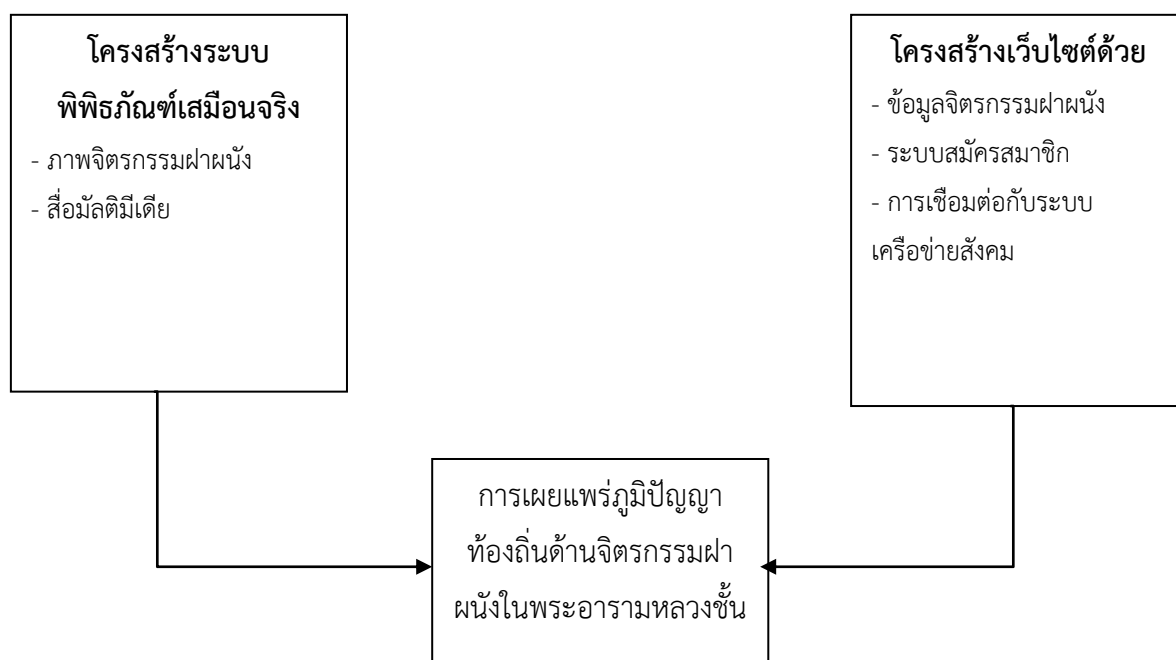 โครงสร้างระบบ
พิพิธภัณฑ์เสมือนจริง
- ภาพจิตรกรรมฝาผนัง
- สื่อมัลติมีเดีย
โครงสร้างเว็บไซต์ด้วย
- ข้อมูลจิตรกรรมฝาผนัง
- ระบบสมัครสมาชิก
- การเชือมต่อกับระบบ
เครือข่ายสังคม
การเผยแพร่ภูมิปัญญา
ท้องถิ่นด้านจิตรกรรมฝา
ผนังในพระอารามหลวงชั้น